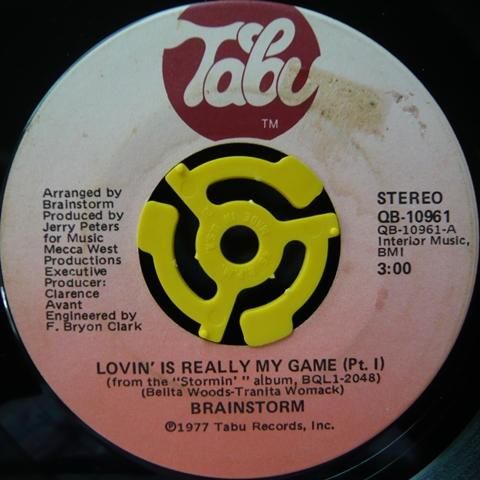 Tabu
TM
Arranged by
Brainstorm
Produced by
Jerry Peters
for Music
Mecca West
Productions
Executive
Producer:
Clarence
Avant
Engineered by
F. Bryon Clark
STEREO
QB-10961
QB-10961-A
Interior Music,
BMI
3:00
LOVIN' IS REALLY MY GAME (Pt. I)
(from the "Stormin' " album, BQL1-2048)
(Belita Woods-Tranita Womack)
BRAINSTORM
℗1977 Tabu Records, Inc.